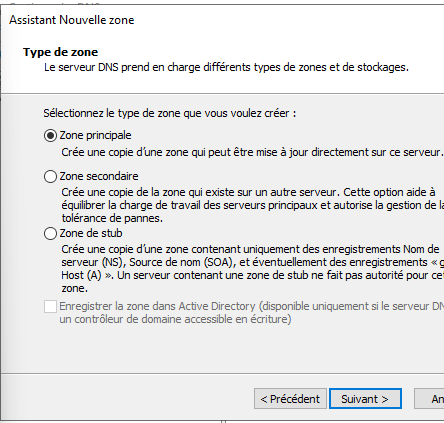 Assistant Nouvelle zone
Type de zone
Le serveur DNS prend en charge différents types de zones et de stockages.
Sélectionnez le type de zone que vous voulez créer :
Zone principale
Crée une copie d'une zone qui peut être mise à jour directement sur ce serveur.
Zone secondaire
Crée une copie de la zone qui existe sur un autre serveur. Cette option aide à
équilibrer la charge de travail des serveurs principaux et autorise la gestion de la
tolérance de pannes.
Zone de stub
Crée une copie d'une zone contenant uniquement des enregistrements Nom de
serveur (NS), Source de nom (SOA), et éventuellement des enregistrements «
Host (A) ». Un serveur contenant une zone de stub ne fait pas autorité pour
zone.
Enregistrer la zone dans Active Directory (disponible uniquement si le serveur
un contrôleur de domaine accessible en écriture)
< Précédent
Suivant >